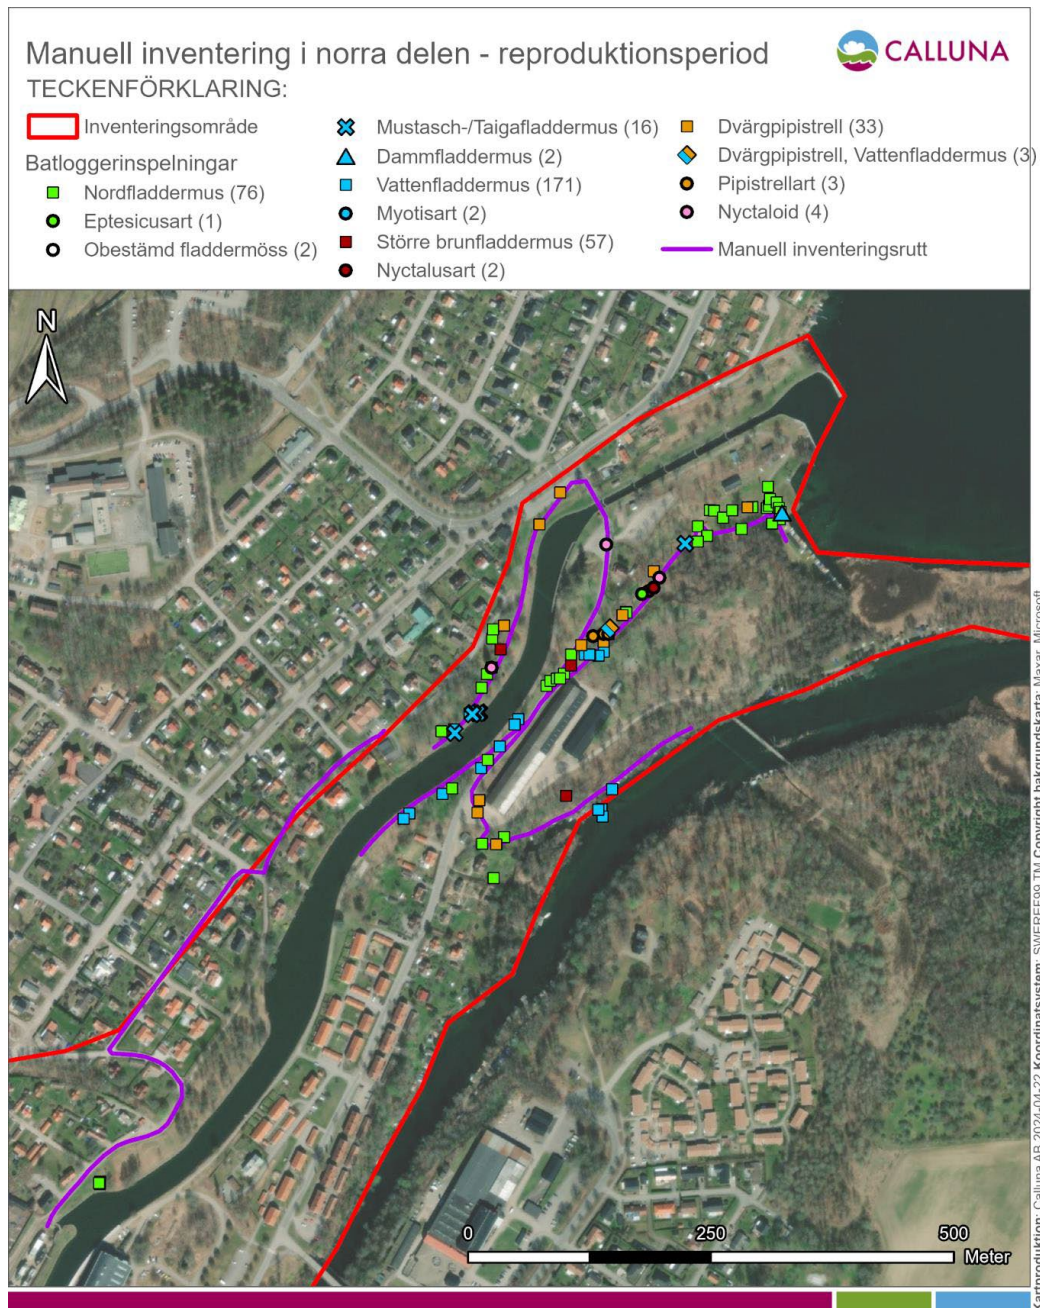 Manuell inventering i norra delen - reproduktionsperiod
CALLUNA
TECKENFÖRKLARING:
Inventeringsområde
Batloggerinspelningar
Nordfladdermus (76)
Eptesicusart (1)
Obestämd fladdermöss (2)
Mustasch-/Taigafladdermus (16)
Dammfladdermus (2)
Vattenfladdermus (171)
Myotisart (2)
Större brunfladdermus (57)
Nyctalusart (2)
Dvärgpipistrell (33)
Dvärgpipistrell, Vattenfladdermus (3)
Pipistrellart (3)
Nyctaloid (4)
Manuell inventeringsrutt
N
0 250 500
Meter
Kartproduktion: Calluna AB 2024-04-22 Koordinatsystem: SWEREF99 TM Copyright bakgrundskarta: Maxar, Microsoft